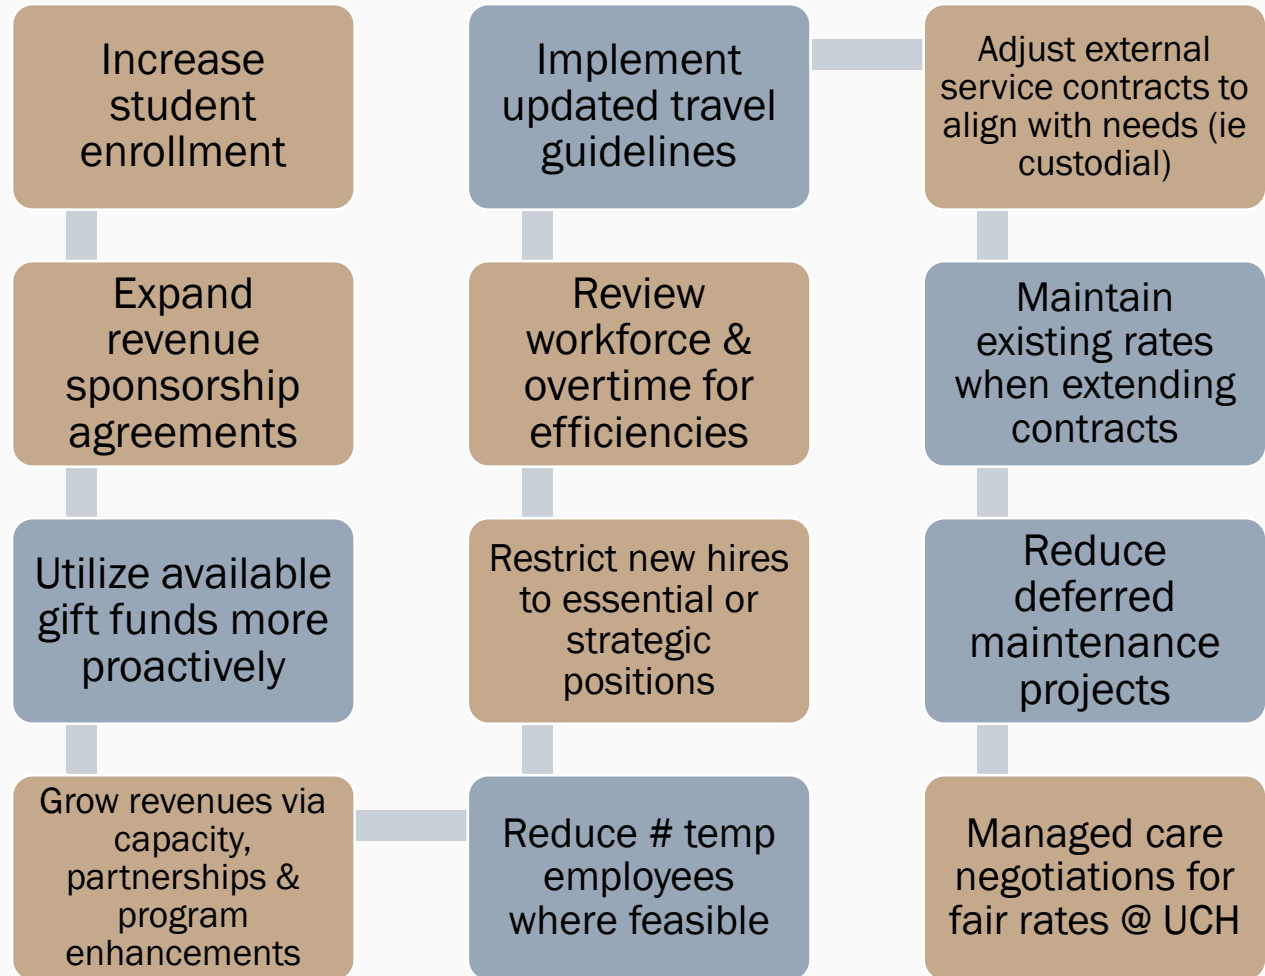 Increase
student
enrollment
Expand
revenue
sponsorship
agreements
Utilize available
gift funds more
proactively
Grow revenues via
capacity,
partnerships &
program
enhancements
Reduce # temp
employees
where feasible
Restrict new hires
to essential or
strategic
positions
Review
workforce &
overtime for
efficiencies
Implement
updated travel
guidelines
Adjust external
service contracts to
align with needs (ie
custodial)
Maintain
existing rates
when extending
contracts
Reduce
deferred
maintenance
projects
Managed care
negotiations for
fair rates @ UCH